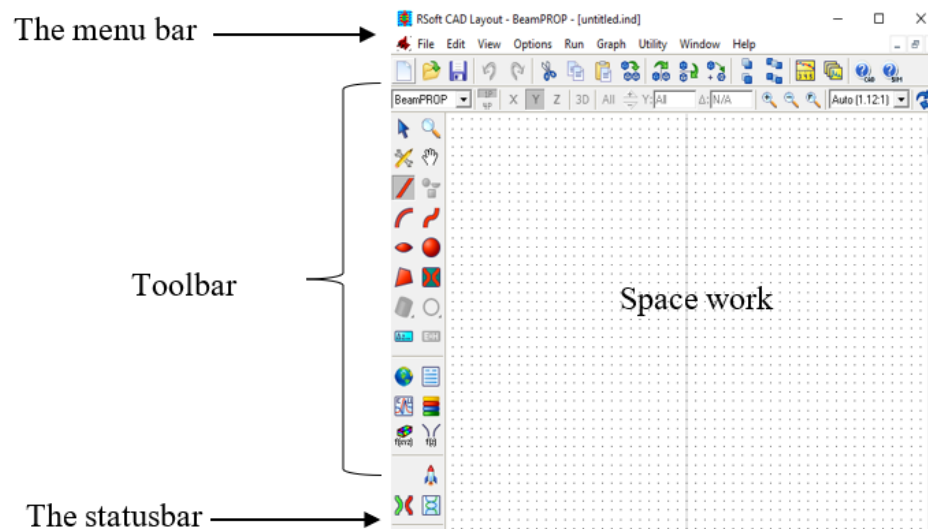 RSoft CAD Layout - BeamPROP - [untitled.ind]
The menu bar
File Edit View Options Run Graph Utility Window Help
BeamPROP X Y Z 3D All Y: All Δ: N/A Auto (1.12:1)
Toolbar
Space work
f(xyz) f(z)
The statusbar